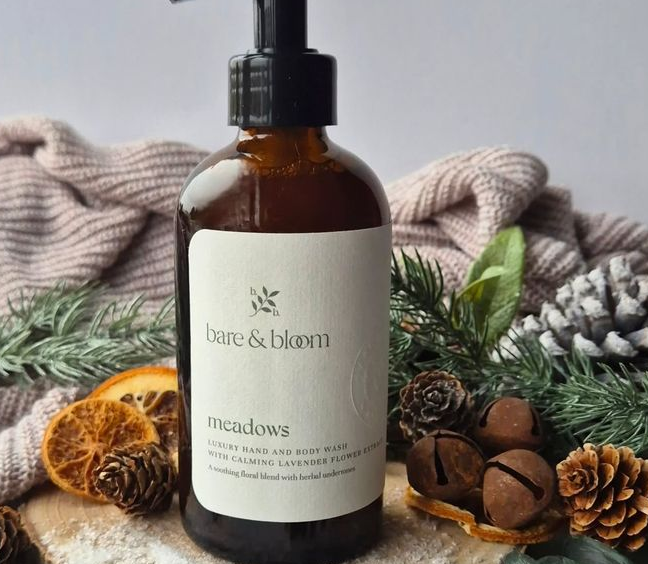 b.
b.
bare & bloom
meadows
LUXURY HAND AND BODY WASH
WITH CALMING LAVENDER FLOWER
A soothing floral blend with herbal undertones